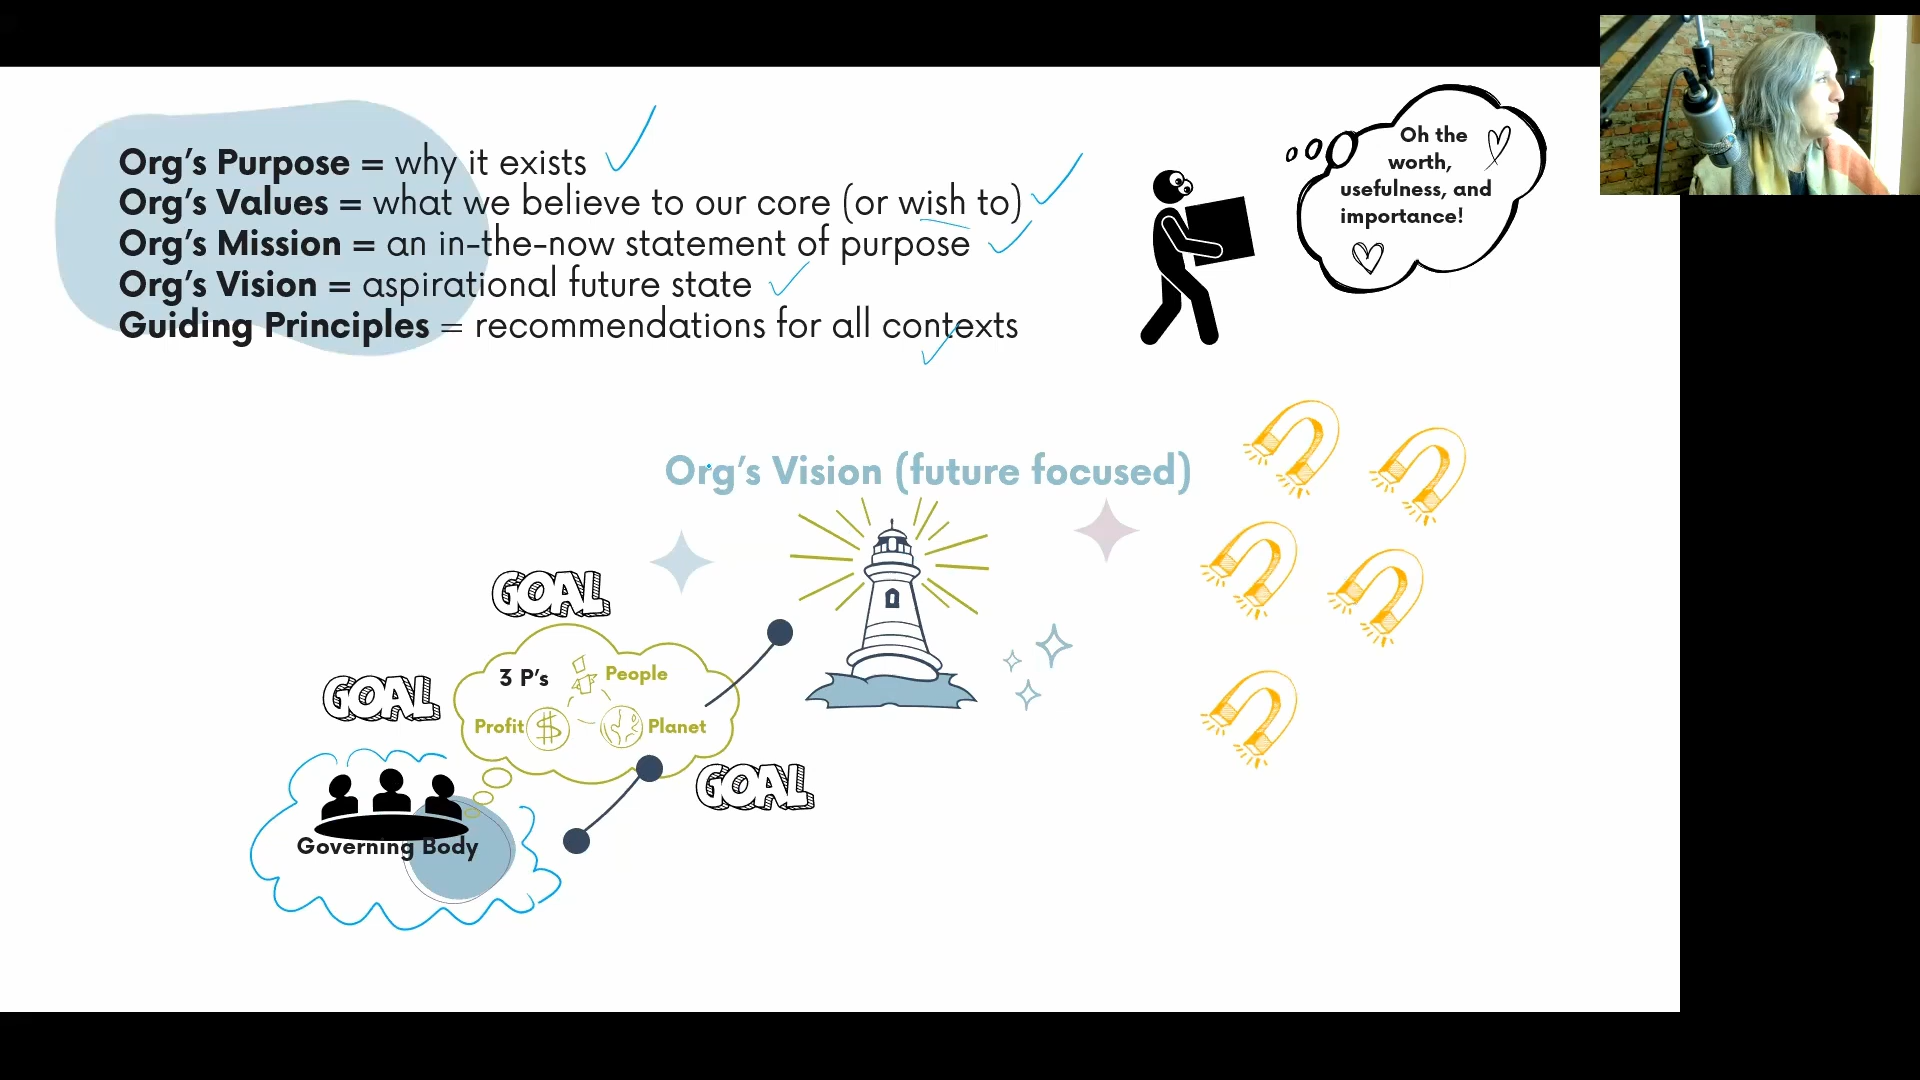 Org's Purpose = why it exists
Org's Values = what we believe to our core (or wish to)
Org's Mission = an in-the-now statement of purpose
Org's Vision = aspirational future state
Guiding Principles = recommendations for all contexts
Oh the
worth,
usefulness, and
importance!
Org's Vision (future focused)
GOAL
3 P's
People
Profit
$
Planet
GOAL
GOAL
Governing Body